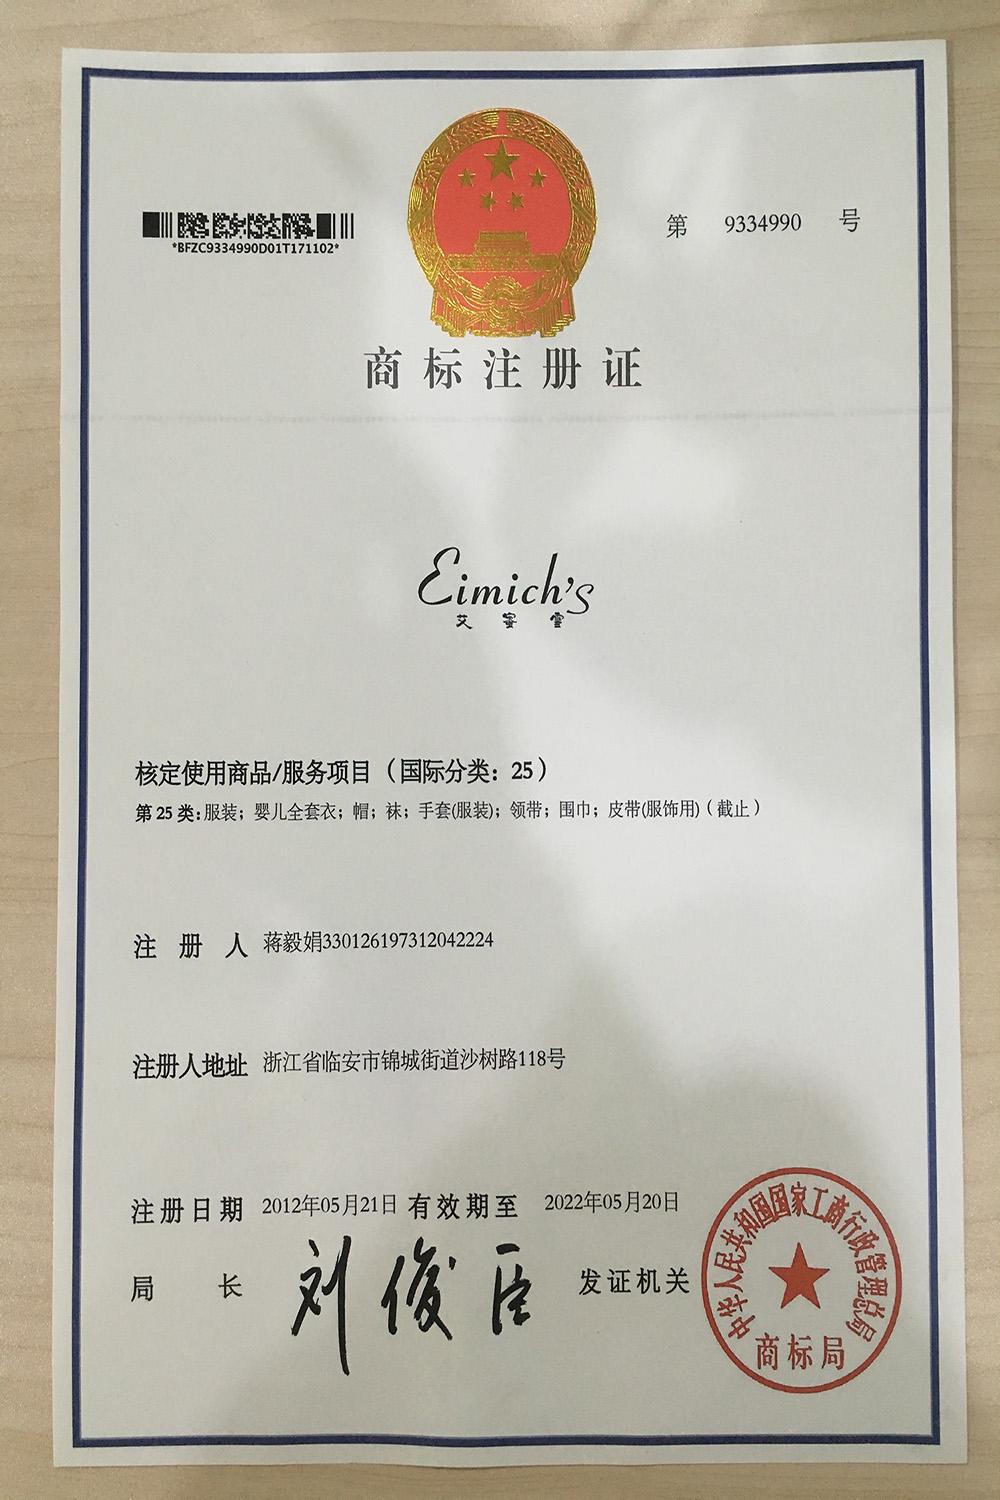 *BFZC9334990D01T171102*
第 9334990 号
商标注册证
Eimich's
艾蜜雪
核定使用商品/服务项目（国际分类：25）
第25类:服装；婴儿全套衣；帽；袜；手套(服装)；领带；围巾；皮带(服饰用)（截止）
注册人 蒋毅娟330126197312042224
注册人地址 浙江省临安市锦城街道沙树路118号
注册日期 2012年05月21日 有效期至 2022年05月20日
局长 刘俊臣 发证机关
中华人民共和国国家工商行政管理总局
商标局